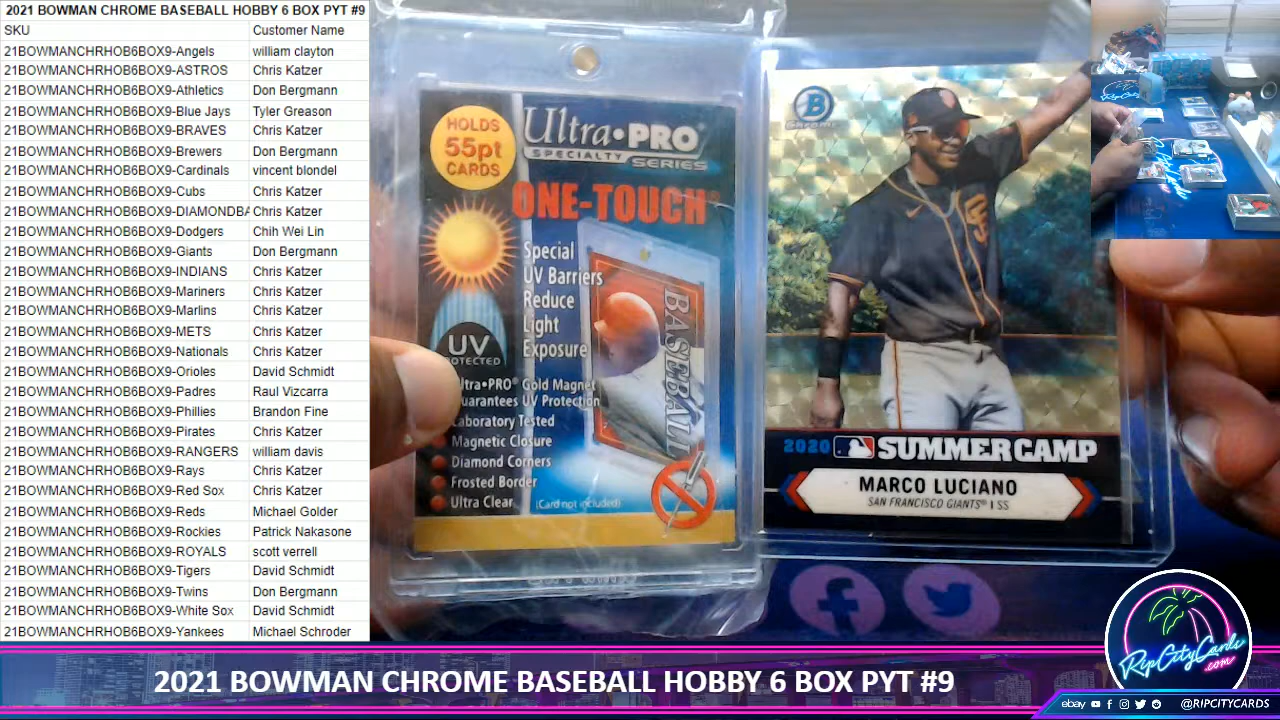 2021 BOWMAN CHROME BASEBALL HOBBY 6 BOX PYT #9
SKU Customer Name
21BOWMANCHRHOB6BOX9-Angels william clayton
21BOWMANCHRHOB6BOX9-ASTROS Chris Katzer
21BOWMANCHRHOB6BOX9-Athletics Don Bergmann
21BOWMANCHRHOB6BOX9-Blue Jays Tyler Greason
21BOWMANCHRHOB6BOX9-BRAVES Chris Katzer
21BOWMANCHRHOB6BOX9-Brewers Don Bergmann
21BOWMANCHRHOB6BOX9-Cardinals vincent blondel
21BOWMANCHRHOB6BOX9-Cubs Chris Katzer
21BOWMANCHRHOB6BOX9-DIAMONDBA Chris Katzer
21BOWMANCHRHOB6BOX9-Dodgers Chih Wei Lin
21BOWMANCHRHOB6BOX9-Giants Don Bergmann
21BOWMANCHRHOB6BOX9-INDIANS Chris Katzer
21BOWMANCHRHOB6BOX9-Mariners Chris Katzer
21BOWMANCHRHOB6BOX9-Marlins Chris Katzer
21BOWMANCHRHOB6BOX9-METS Chris Katzer
21BOWMANCHRHOB6BOX9-Nationals Chris Katzer
21BOWMANCHRHOB6BOX9-Orioles David Schmidt
21BOWMANCHRHOB6BOX9-Padres Raul Vizcarra
21BOWMANCHRHOB6BOX9-Phillies Brandon Fine
21BOWMANCHRHOB6BOX9-Pirates Chris Katzer
21BOWMANCHRHOB6BOX9-RANGERS william davis
21BOWMANCHRHOB6BOX9-Rays Chris Katzer
21BOWMANCHRHOB6BOX9-Red Sox Chris Katzer
21BOWMANCHRHOB6BOX9-Reds Michael Golder
21BOWMANCHRHOB6BOX9-Rockies Patrick Nakasone
21BOWMANCHRHOB6BOX9-ROYALS scott verrell
21BOWMANCHRHOB6BOX9-Tigers David Schmidt
21BOWMANCHRHOB6BOX9-Twins Don Bergmann
21BOWMANCHRHOB6BOX9-White Sox David Schmidt
21BOWMANCHRHOB6BOX9-Yankees Michael Schroder
HOLDS
55pt
CARDS
Ultra•PRO®
SPECIALTY SERIES
ONE-TOUCH
Special
UV Barriers
Reduce
Light
Exposure
BASEBALL
UV
OTECTED
ltra•PRO® Gold Magnet
uarantees UV Protection
Laboratory Tested
Magnetic Closure
Diamond Corners
Frosted Border
Ultra Clear
(Card not included)
B
Chrome
SF
2020 SUMMER CAMP
MARCO LUCIANO
SAN FRANCISCO GIANTS® | SS
2021 BOWMAN CHROME BASEBALL HOBBY 6 BOX PYT #9
RipCityCards
.com
ebay @RIPCITYCARDS